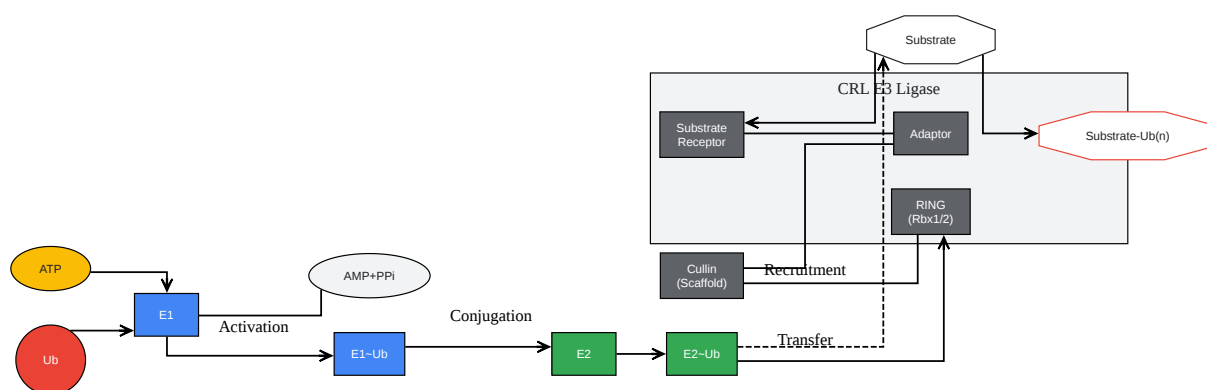 Substrate
CRL E3 Ligase
Substrate
Receptor
Adaptor
Substrate-Ub(n)
RING
(Rbx1/2)
ATP
AMP+PPi
Cullin
(Scaffold)
Recruitment
E1
Activation
Conjugation
Ub
E1~Ub
E2
E2~Ub
Transfer